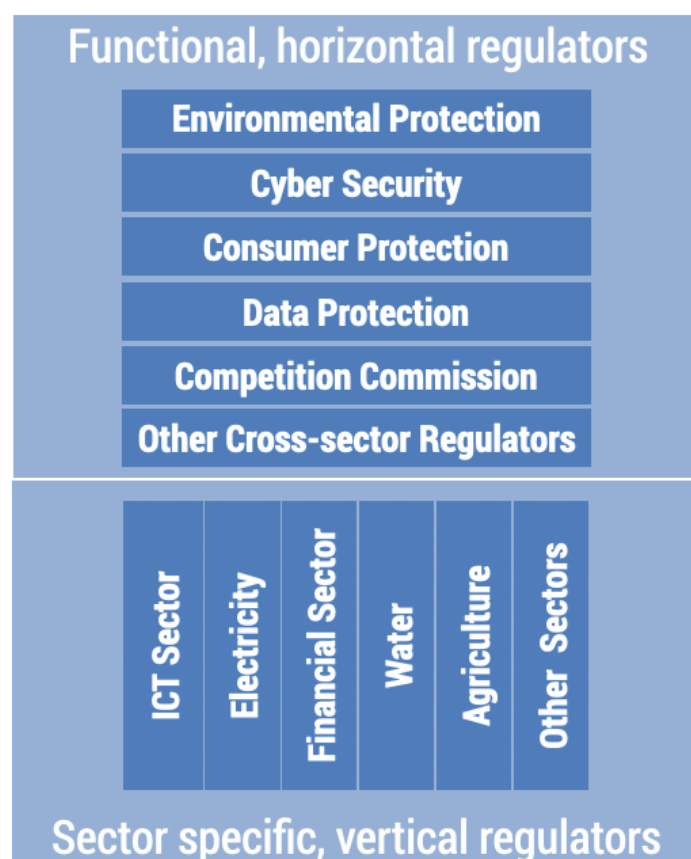 Functional, horizontal regulators
Environmental Protection
Cyber Security
Consumer Protection
Data Protection
Competition Commission
Other Cross-sector Regulators
ICT Sector
Electricity
Financial Sector
Water
Agriculture
Other Sectors
Sector specific, vertical regulators